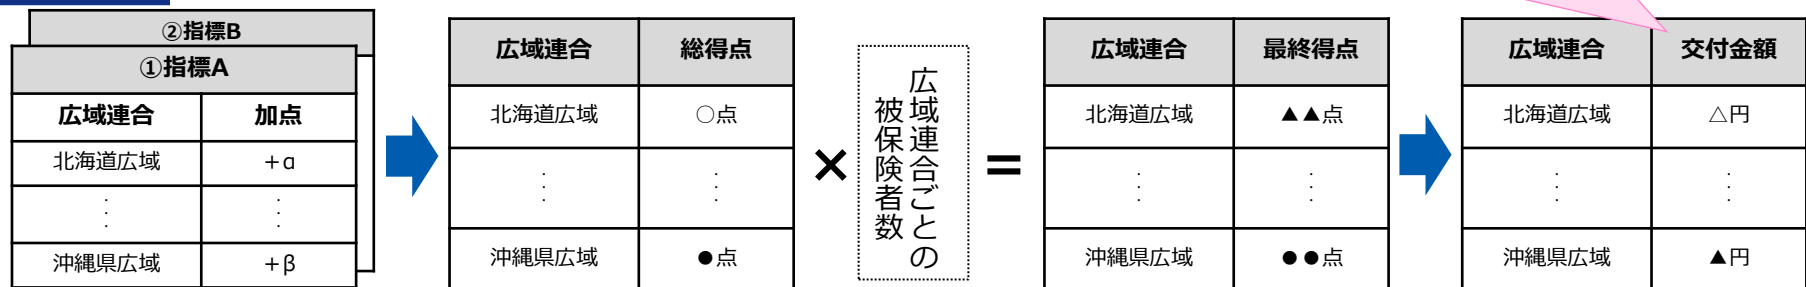 ②指標B
①指標A
広域連合 加点
北海道広域 +α
⋮ ⋮
沖縄県広域 +β
広域連合 総得点
北海道広域 ○点
⋮ ⋮
沖縄県広域 ●点
×
広域連合ごとの
被保険者数
=
広域連合 最終得点
北海道広域 ▲▲点
⋮ ⋮
沖縄県広域 ●●点
広域連合 交付金額
北海道広域 △円
⋮ ⋮
沖縄県広域 ▲円